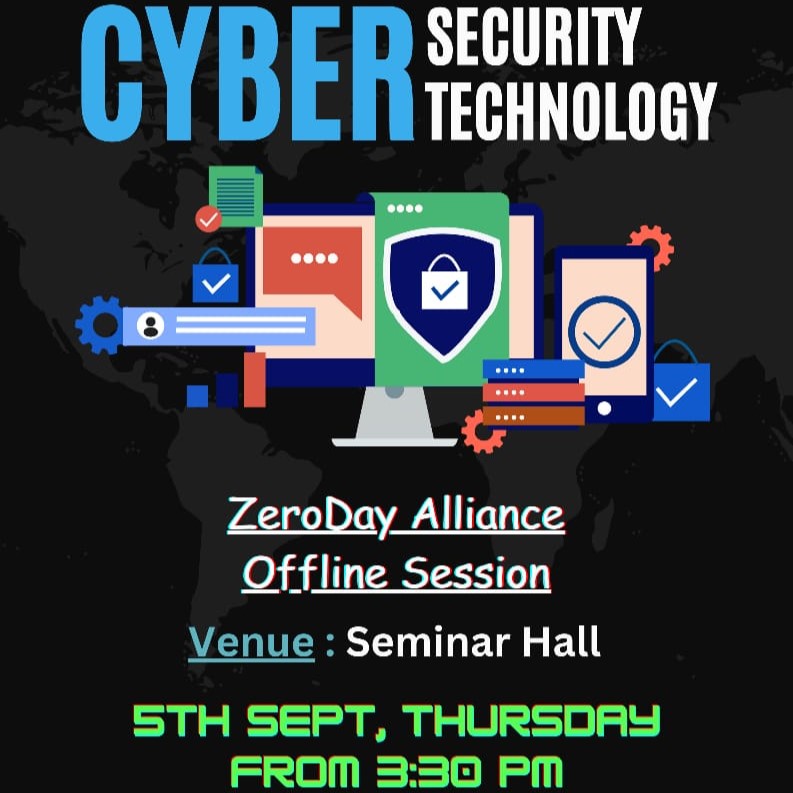 CYBER SECURITY
TECHNOLOGY
ZeroDay Alliance
Offline Session
Venue : Seminar Hall
5TH SEPT, THURSDAY
FROM 3:30 PM